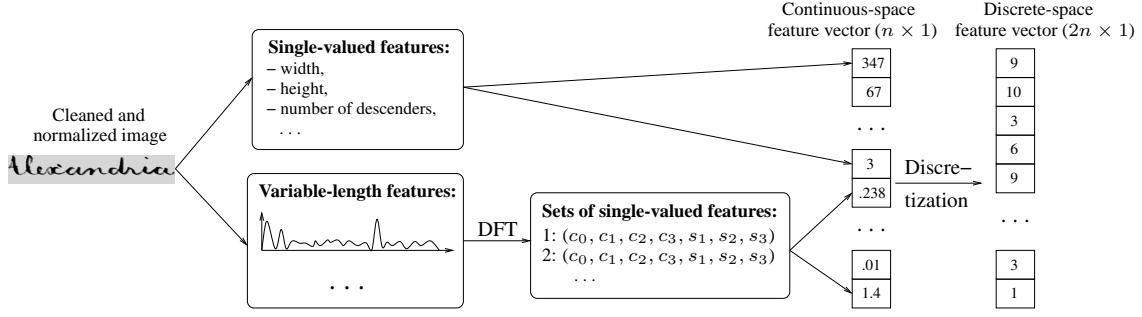 Cleaned and
normalized image
Alexandria
Single-valued features:
– width,
– height,
– number of descenders,
. . .
Variable-length features:
. . .
DFT
Sets of single-valued features:
1: (c₀, c₁, c₂, c₃, s₁, s₂, s₃)
2: (c₀, c₁, c₂, c₃, s₁, s₂, s₃)
. . .
Continuous-space
feature vector (n × 1)
347
67
. . .
3
.238
. . .
.01
1.4
Discre–
tization
Discrete-space
feature vector (2n × 1)
9
10
3
6
9
. . .
3
1